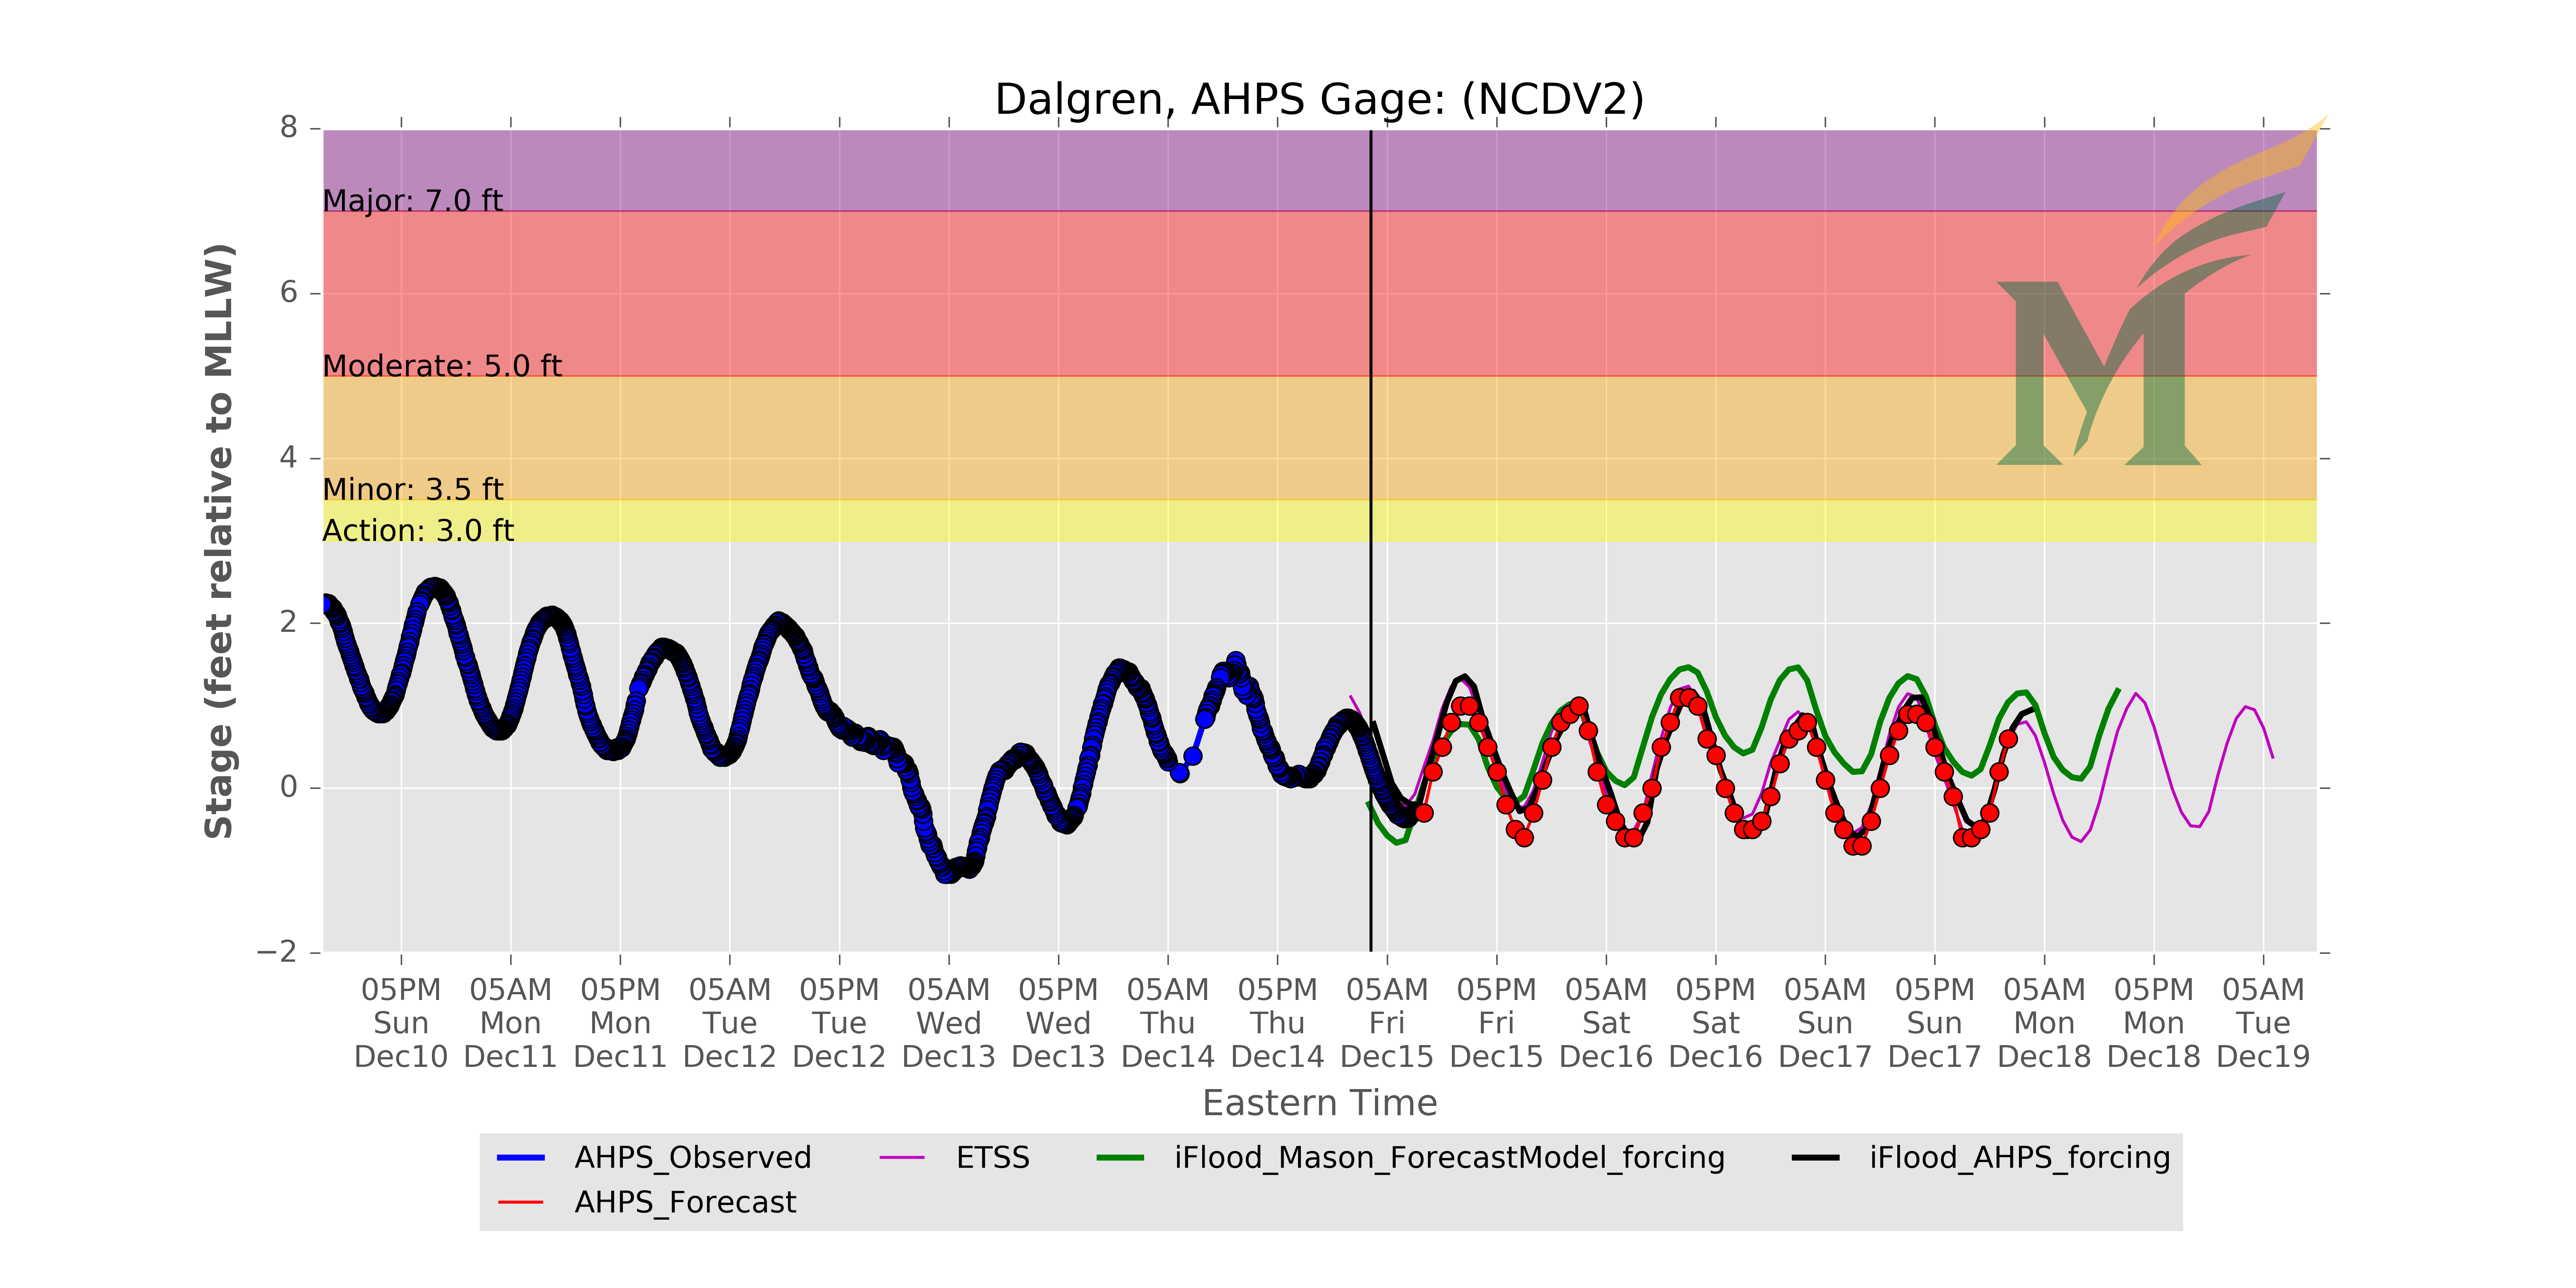 Dalgren, AHPS Gage: (NCDV2)
8
6
4
2
0
−2
Stage (feet relative to MLLW)
Major: 7.0 ft
Moderate: 5.0 ft
Minor: 3.5 ft
Action: 3.0 ft
M
05PM 05AM 05PM 05AM 05PM 05AM 05PM 05AM 05PM 05AM 05PM 05AM 05PM 05AM 05PM 05AM 05PM 05AM
Sun Mon Mon Tue Tue Wed Wed Thu Thu Fri Fri Sat Sat Sun Sun Mon Mon Tue
Dec10 Dec11 Dec11 Dec12 Dec12 Dec13 Dec13 Dec14 Dec14 Dec15 Dec15 Dec16 Dec16 Dec17 Dec17 Dec18 Dec18 Dec19
Eastern Time
AHPS_Observed ETSS iFlood_Mason_ForecastModel_forcing iFlood_AHPS_forcing
AHPS_Forecast